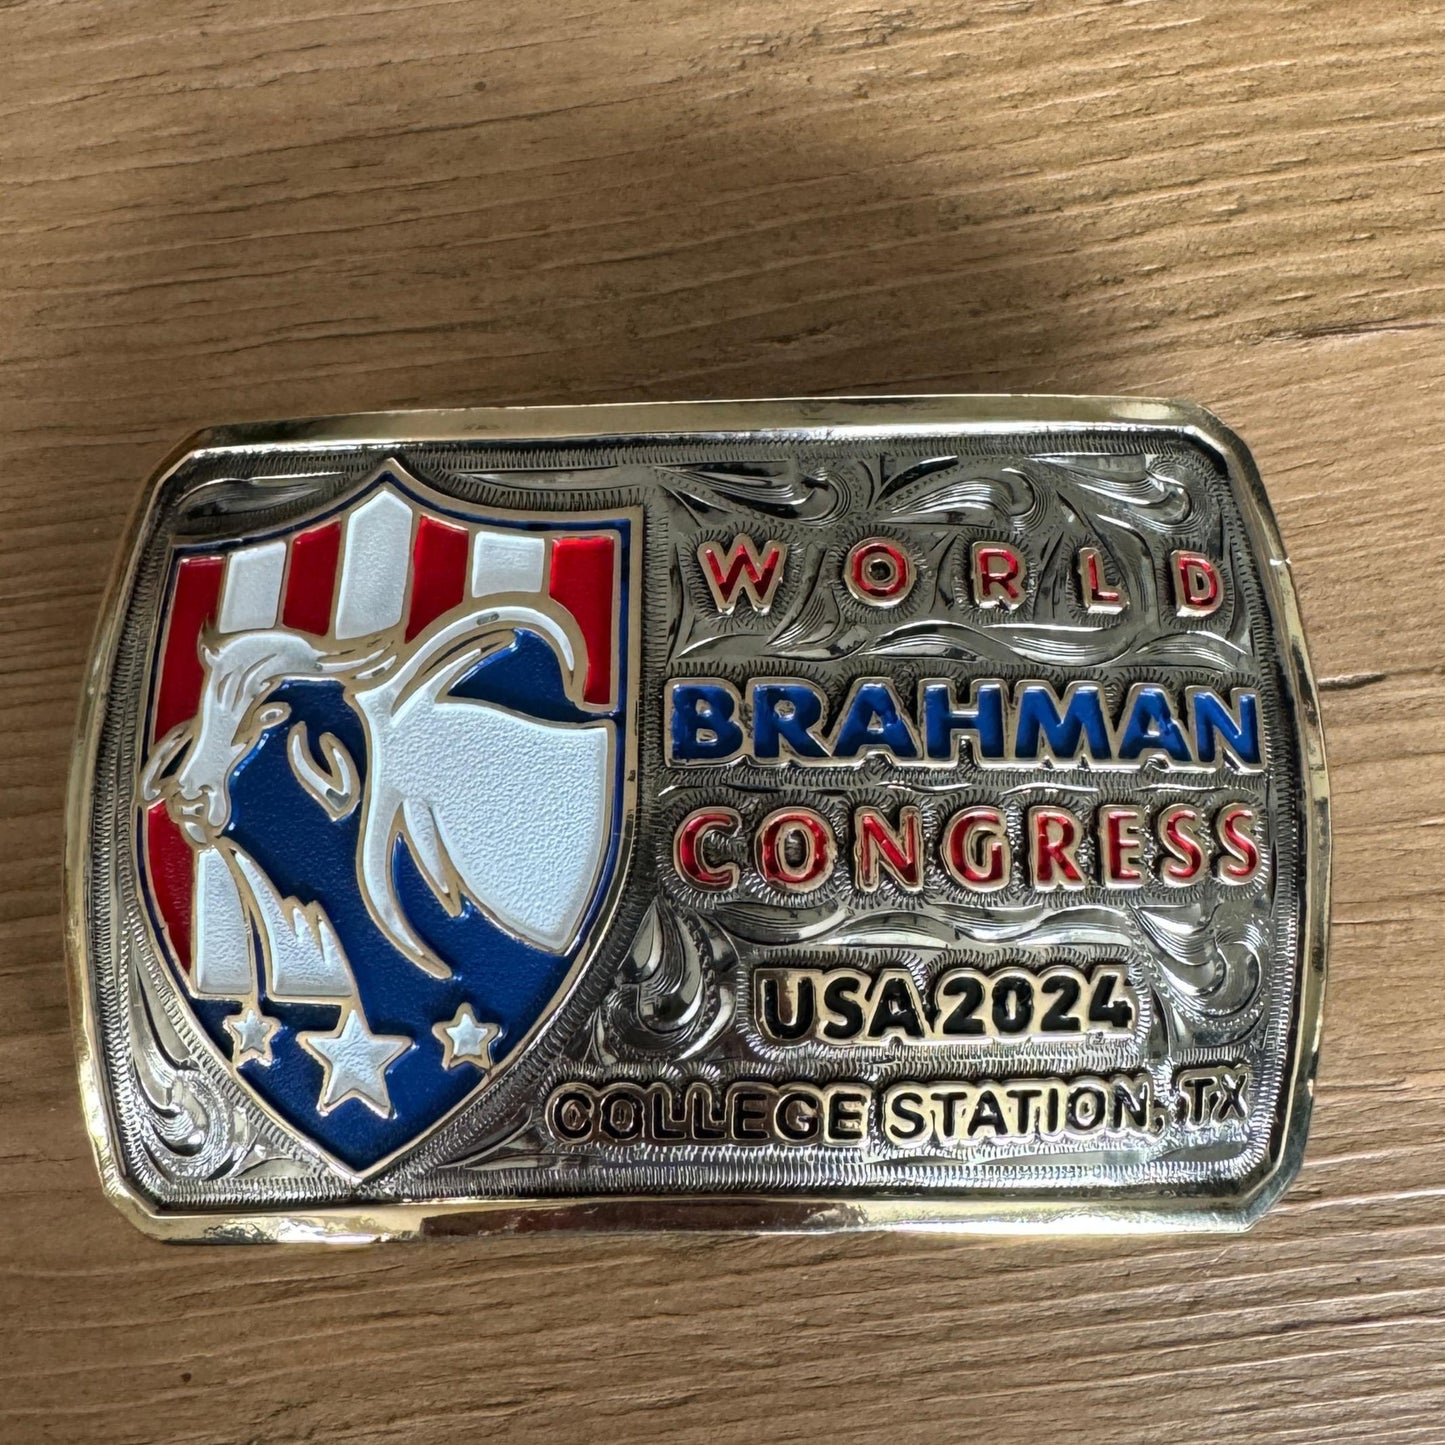 WORLD
BRAHMAN
CONGRESS
USA 2024
COLLEGE STATION, TX